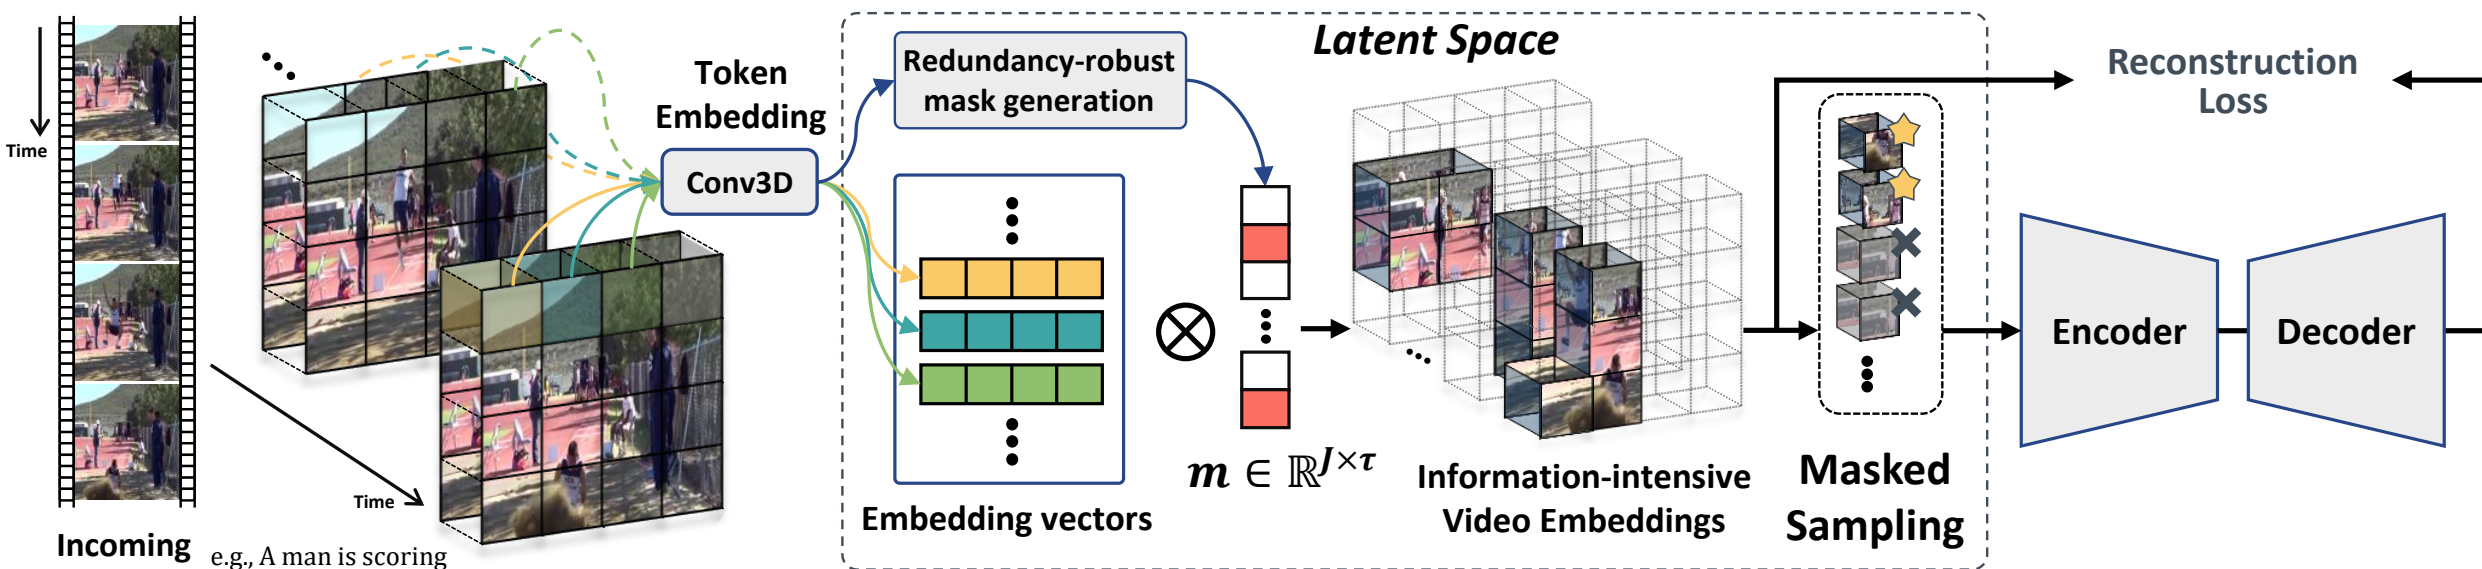 Time
Incoming
e.g., A man is scoring
Time
Token
Embedding
Conv3D
Latent Space
Redundancy-robust
mask generation
Embedding vectors
m ∈ ℝ^{J×τ}
Information-intensive
Video Embeddings
Masked
Sampling
Reconstruction
Loss
Encoder
Decoder